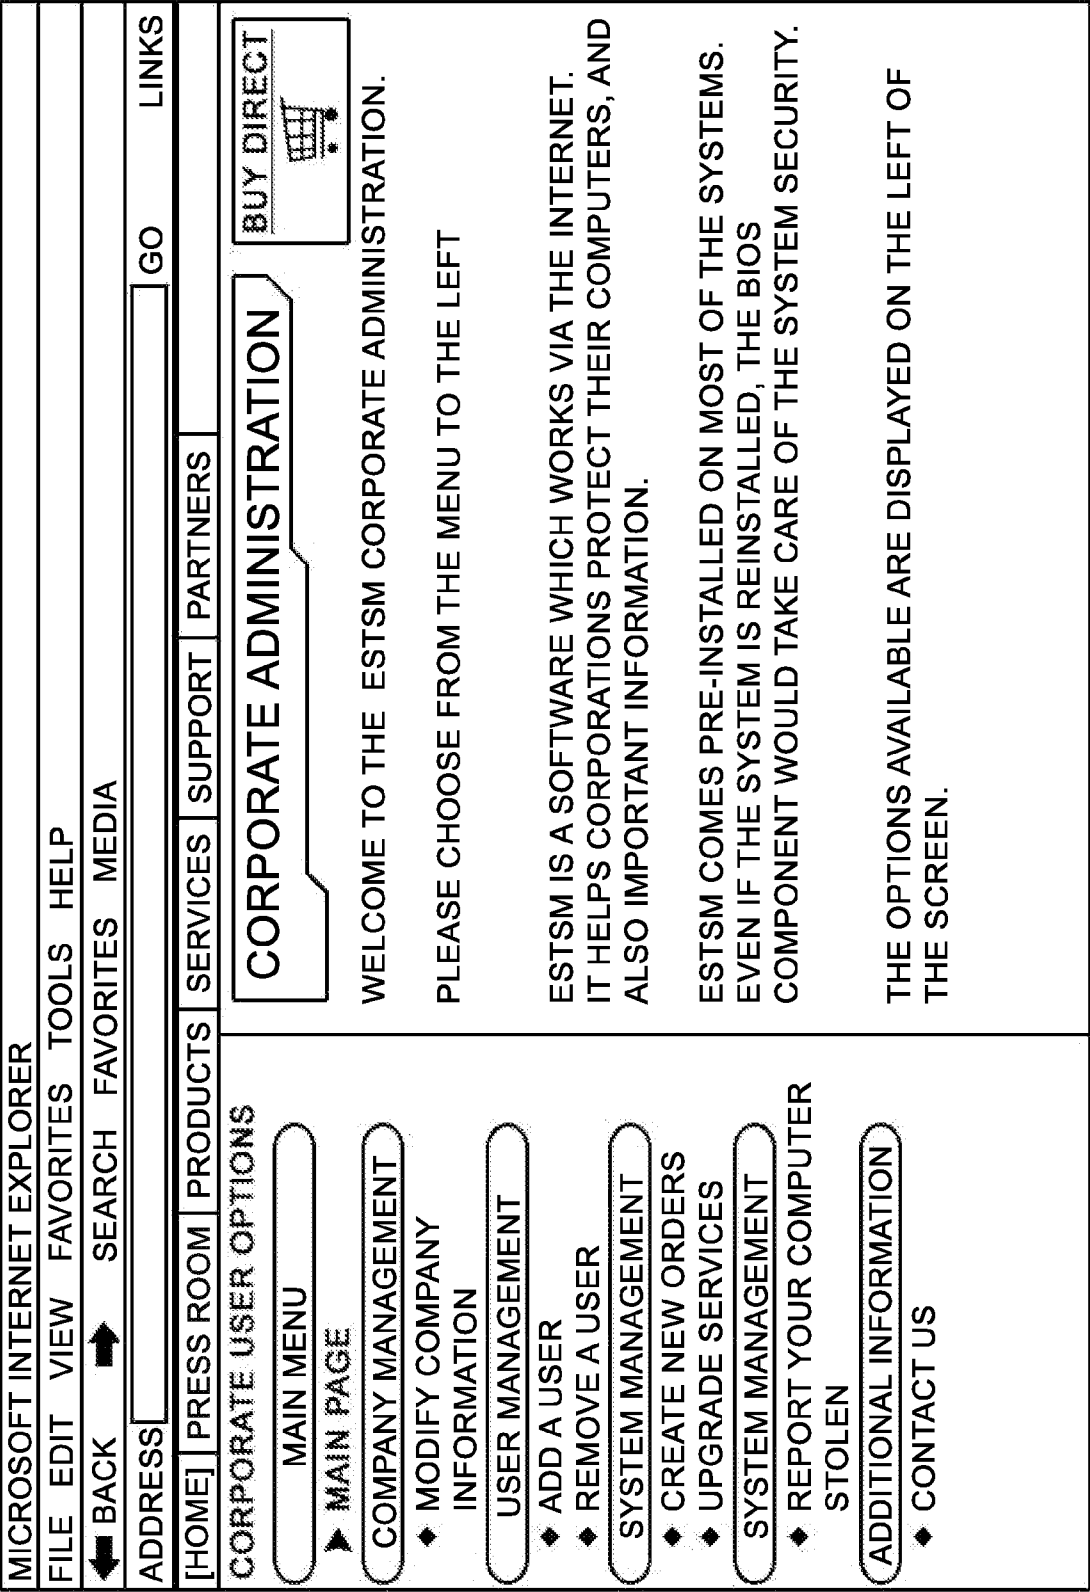 MICROSOFT INTERNET EXPLORER
FILE EDIT VIEW FAVORITES TOOLS HELP
BACK SEARCH FAVORITES MEDIA
ADDRESS GO LINKS
[HOME] PRESS ROOM PRODUCTS SERVICES SUPPORT PARTNERS
CORPORATE USER OPTIONS
MAIN MENU
➤ MAIN PAGE
COMPANY MANAGEMENT
◆ MODIFY COMPANY
INFORMATION
USER MANAGEMENT
◆ ADD A USER
◆ REMOVE A USER
SYSTEM MANAGEMENT
◆ CREATE NEW ORDERS
◆ UPGRADE SERVICES
SYSTEM MANAGEMENT
◆ REPORT YOUR COMPUTER
STOLEN
ADDITIONAL INFORMATION
◆ CONTACT US
CORPORATE ADMINISTRATION
BUY DIRECT
WELCOME TO THE ESTSM CORPORATE ADMINISTRATION.
PLEASE CHOOSE FROM THE MENU TO THE LEFT
ESTSM IS A SOFTWARE WHICH WORKS VIA THE INTERNET.
IT HELPS CORPORATIONS PROTECT THEIR COMPUTERS, AND
ALSO IMPORTANT INFORMATION.
ESTSM COMES PRE-INSTALLED ON MOST OF THE SYSTEMS.
EVEN IF THE SYSTEM IS REINSTALLED, THE BIOS
COMPONENT WOULD TAKE CARE OF THE SYSTEM SECURITY.
THE OPTIONS AVAILABLE ARE DISPLAYED ON THE LEFT OF
THE SCREEN.